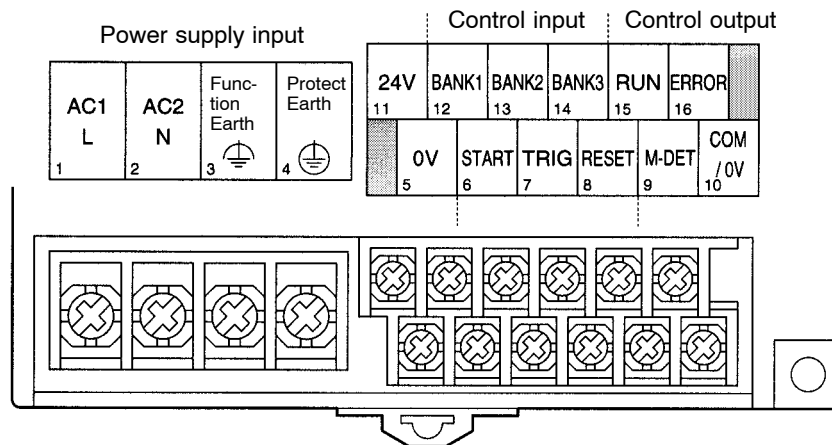 Power supply input
Control input
Control output
AC1
L
1
AC2
N
2
Func-
tion
Earth
3
Protect
Earth
4
24V
11
BANK1
12
BANK2
13
BANK3
14
RUN
15
ERROR
16
0V
5
START
6
TRIG
7
RESET
8
M-DET
9
COM
/ 0V
10